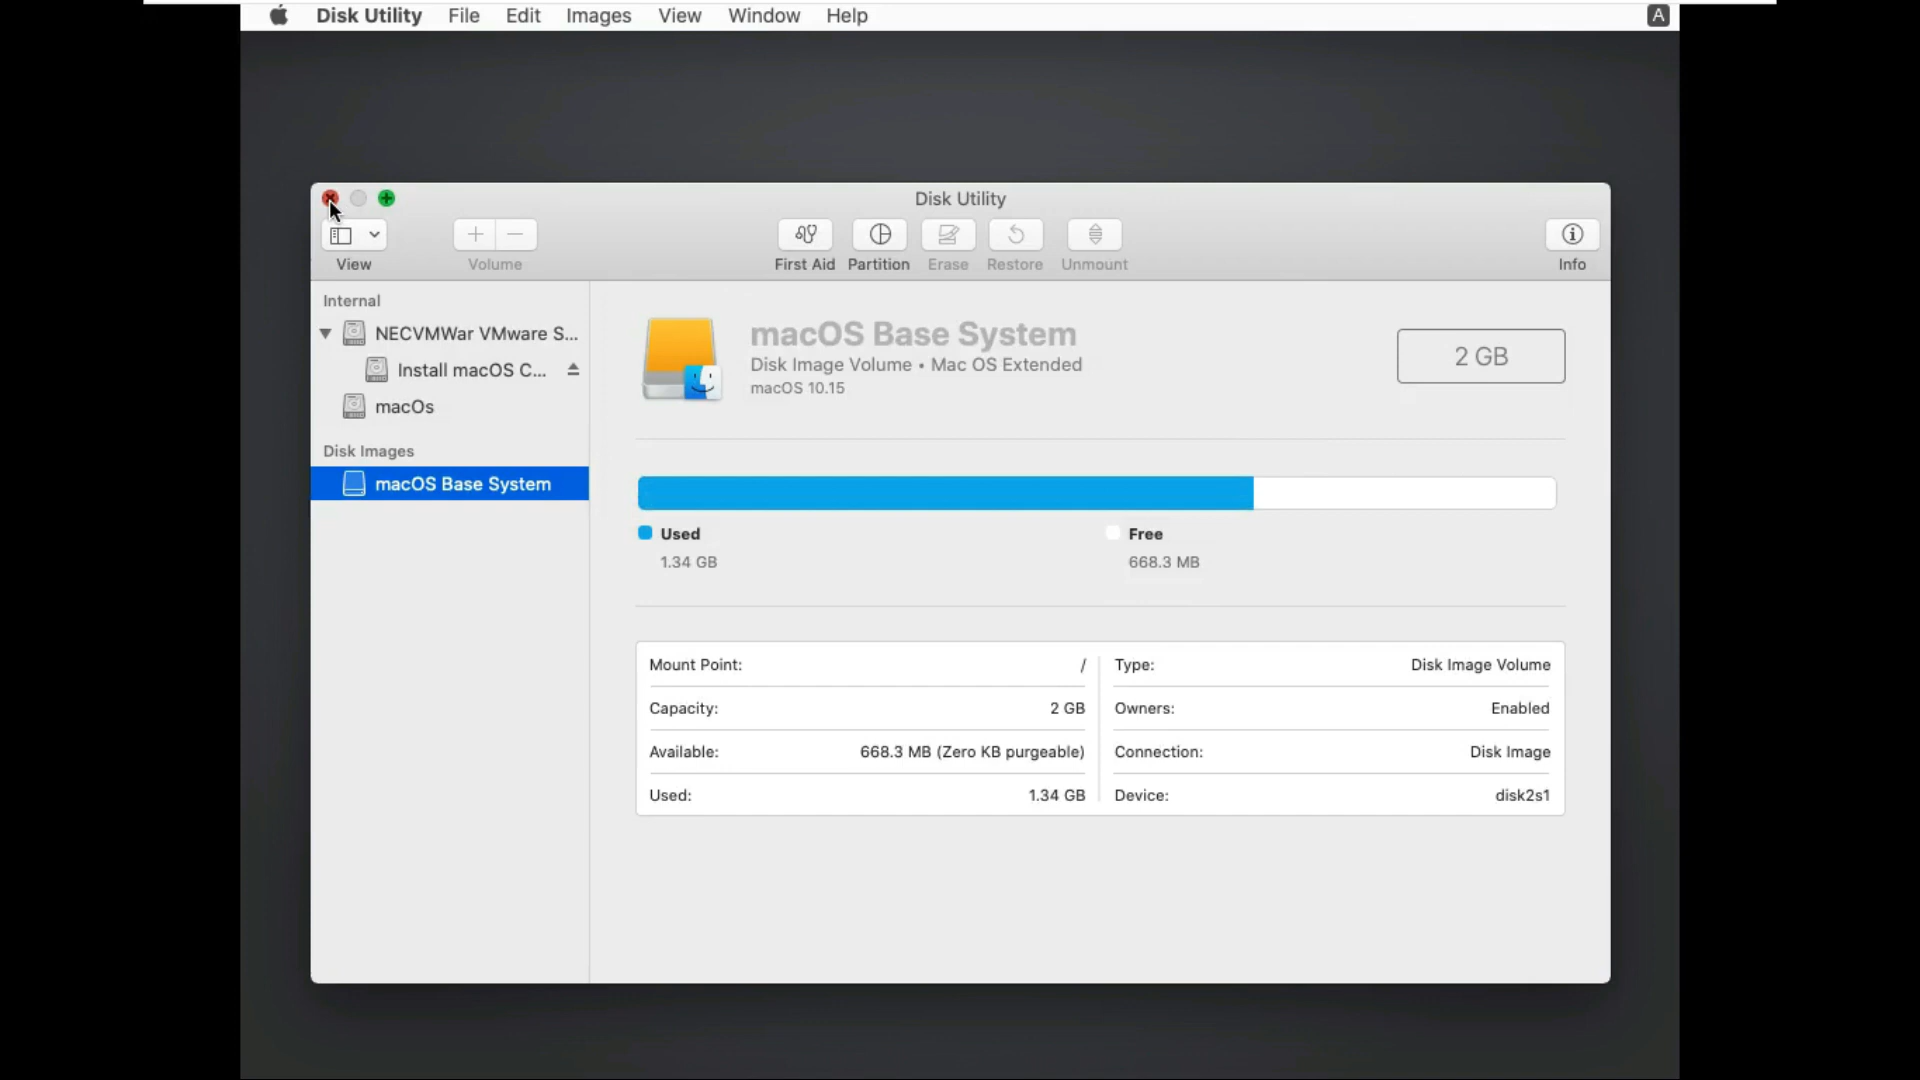 Disk Utility File Edit Images View Window Help A
Disk Utility
View Volume First Aid Partition Erase Restore Unmount Info
Internal
NECVMWar VMware S...
Install macOS C...
macOs
Disk Images
macOS Base System
macOS Base System
Disk Image Volume • Mac OS Extended
macOS 10.15
2 GB
Used
1.34 GB
Free
668.3 MB
Mount Point: /
Capacity: 2 GB
Available: 668.3 MB (Zero KB purgeable)
Used: 1.34 GB
Type: Disk Image Volume
Owners: Enabled
Connection: Disk Image
Device: disk2s1